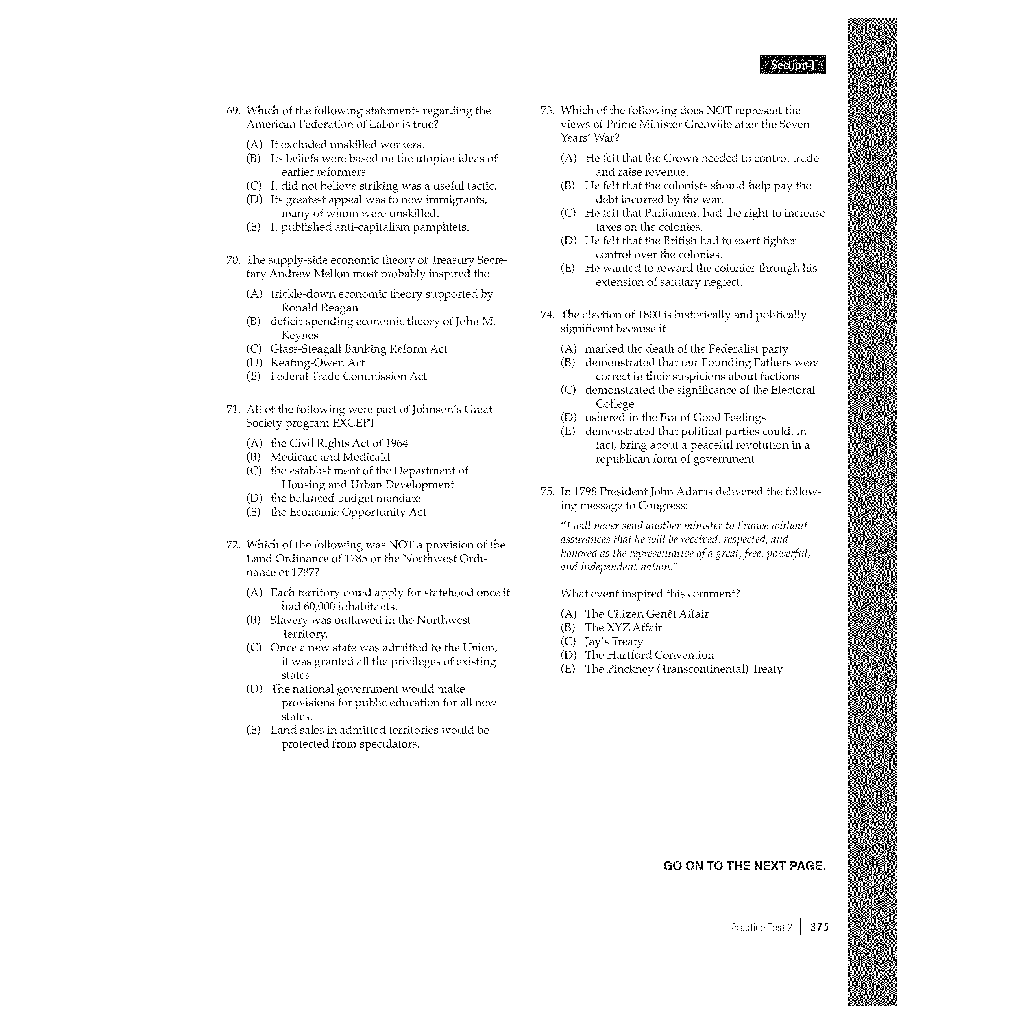 Section I
69. Which of the following statements regarding the
American Federation of Labor is true?
(A) It excluded unskilled workers.
(B) Its beliefs were based on the utopian ideas of
earlier reformers.
(C) It did not believe striking was a useful tactic.
(D) Its greatest appeal was to new immigrants,
many of whom were unskilled.
(E) It published anti-capitalism pamphlets.
70. The supply-side economic theory of Treasury Secre-
tary Andrew Mellon most probably inspired the
(A) trickle-down economic theory supported by
Ronald Reagan
(B) deficit spending economic theory of John M.
Keynes
(C) Glass-Steagall Banking Reform Act
(D) Keating-Owen Act
(E) Federal Trade Commission Act
71. All of the following were part of Johnson's Great
Society program EXCEPT
(A) the Civil Rights Act of 1964
(B) Medicare and Medicaid
(C) the establishment of the Department of
Housing and Urban Development
(D) the balanced budget mandate
(E) the Economic Opportunity Act
72. Which of the following was NOT a provision of the
Land Ordinance of 1785 or the Northwest Ordi-
nance of 1787?
(A) Each territory could apply for statehood once it
had 60,000 inhabitants.
(B) Slavery was outlawed in the Northwest
Territory.
(C) Once a new state was admitted to the Union,
it was granted all the privileges of existing
states.
(D) The national government would make
provisions for public education for all new
states.
(E) Land sales in admitted territories would be
protected from speculators.
73. Which of the following does NOT represent the
views of Prime Minister Grenville after the Seven
Years' War?
(A) He felt that the Crown needed to control trade
and raise revenue.
(B) He felt that the colonists should help pay the
debt incurred by the war.
(C) He felt that Parliament had the right to increase
taxes on the colonies.
(D) He felt that the British had to exert tighter
control over the colonies.
(E) He wanted to reward the colonies through his
extension of salutary neglect.
74. The election of 1800 is historically and politically
significant because it
(A) marked the death of the Federalist party
(B) demonstrated that our Founding Fathers were
correct in their suspicions about factions
(C) demonstrated the significance of the Electoral
College
(D) ushered in the Era of Good Feelings
(E) demonstrated that political parties could, in
fact, bring about a peaceful revolution in a
republican form of government
75. In 1798 President John Adams delivered the follow-
ing message to Congress:
"I will never send another minister to France without
assurances that he will be received, respected, and
honored as the representative of a great, free, powerful,
and independent nation."
What event inspired this comment?
(A) The Citizen Genêt Affair
(B) The XYZ Affair
(C) Jay's Treaty
(D) The Hartford Convention
(E) The Pinckney (Transcontinental) Treaty
GO ON TO THE NEXT PAGE.
Practice Test 2 | 375